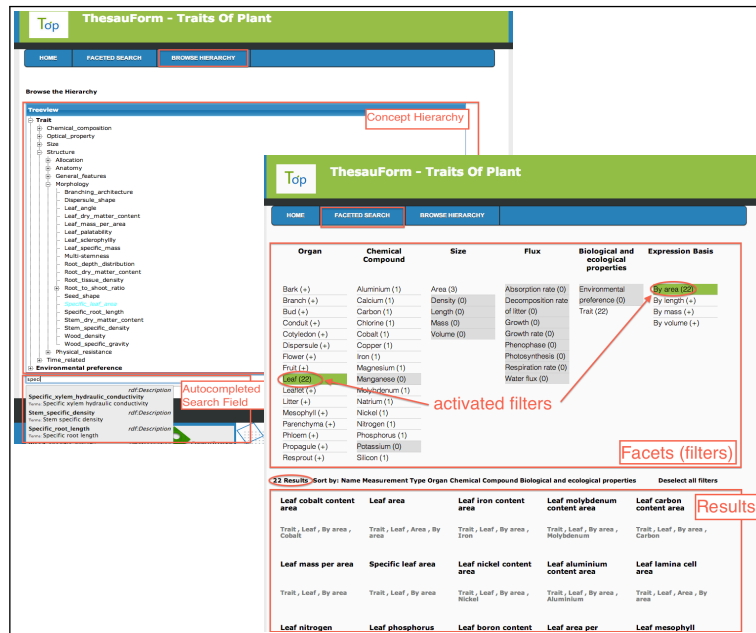 Top
ThesauForm - Traits Of Plant
HOME FACETED SEARCH BROWSE HIERARCHY
Browse the Hierarchy
Treeview
Concept Hierarchy
Trait
Chemical_composition
Optical_property
Size
Structure
Allocation
Anatomy
General_features
Morphology
Branching_architecture
Dispersule_shape
Leaf_angle
Leaf_dry_matter_content
Leaf_mass_per_area
Leaf_palatability
Leaf_sclerophylly
Leaf_specific_mass
Multi-stemness
Root_depth_distribution
Root_dry_matter_content
Root_tissue_density
Root_to_shoot_ratio
Seed_shape
Specific_leaf_area
Specific_root_length
Stem_dry_matter_content
Stem_specific_density
Wood_density
Wood_specific_gravity
Physical_resistance
Time_related
Environmental preference
spec
rdf:Description
Specific_xylem_hydraulic_conductivity
Specific xylem hydraulic conductivity
Stem_specific_density rdf:Description
Stem specific density
Specific_root_length rdf:Description
Specific root length
Autocompleted
Search Field
Top
ThesauForm - Traits Of Plant
HOME FACETED SEARCH BROWSE HIERARCHY
Organ
Bark (+)
Branch (+)
Bud (+)
Conduit (+)
Cotyledon (+)
Dispersule (+)
Flower (+)
Fruit (+)
Leaf (22)
Leaflet (+)
Litter (+)
Mesophyll (+)
Parenchyma (+)
Phloem (+)
Propagule (+)
Resprout (+)
Chemical
Compound
Aluminium (1)
Calcium (1)
Carbon (1)
Chlorine (1)
Cobalt (1)
Copper (1)
Iron (1)
Magnesium (1)
Manganese (0)
Molybdenum (1)
Natrium (1)
Nickel (1)
Nitrogen (1)
Phosphorus (1)
Potassium (0)
Silicon (1)
Size
Area (3)
Density (0)
Length (0)
Mass (0)
Volume (0)
Flux
Absorption rate (0)
Decomposition rate
of litter (0)
Growth (0)
Growth rate (0)
Phenophase (0)
Photosynthesis (0)
Respiration rate (0)
Water flux (0)
Biological and
ecological
properties
Environmental
preference (0)
Trait (22)
Expression Basis
By area (22)
By length (+)
By mass (+)
By volume (+)
activated filters
Facets (filters)
22 Results Sort by: Name Measurement Type Organ Chemical Compound Biological and ecological properties Deselect all filters
Results
Leaf cobalt content
area
Trait , Leaf , By area ,
Cobalt
Leaf area
Trait , Leaf , Area , By
area
Leaf iron content
area
Trait , Leaf , By area ,
Iron
Leaf molybdenum
content area
Trait , Leaf , By area ,
Molybdenum
Leaf carbon
content area
Trait , Leaf , By area ,
Carbon
Leaf mass per area
Trait , Leaf , By area
Specific leaf area
Trait , Leaf , By area
Leaf nickel content
area
Trait , Leaf , By area ,
Nickel
Leaf aluminium
content area
Trait , Leaf , By area ,
Aluminium
Leaf lamina cell
area
Trait , Leaf , Area , By
area
Leaf nitrogen
Leaf phosphorus
Leaf boron content
Leaf area per
Leaf mesophyll